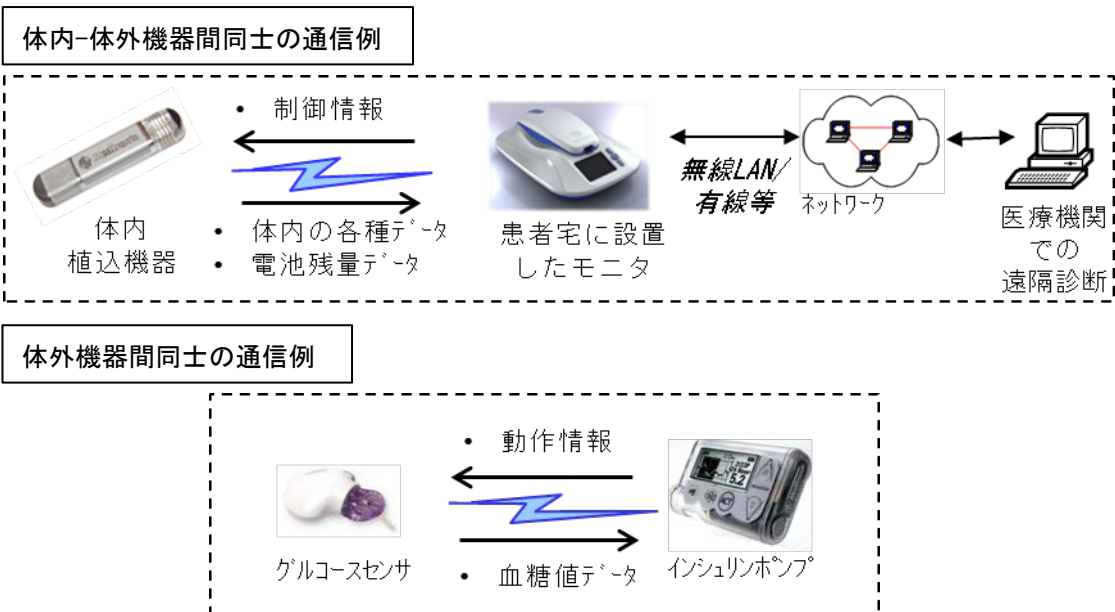 体内-体外機器間同士の通信例
• 制御情報
体内
植込機器
• 体内の各種ﾃﾞｰﾀ
• 電池残量ﾃﾞｰﾀ
患者宅に設置
したモニタ
無線LAN/
有線等
ﾈｯﾄﾜｰｸ
医療機関
での
遠隔診断
体外機器間同士の通信例
• 動作情報
ｸﾞﾙｺｰｽｾﾝｻ
• 血糖値ﾃﾞｰﾀ
5.2
ACT
ｲﾝｼｭﾘﾝﾎﾟﾝﾌﾟ